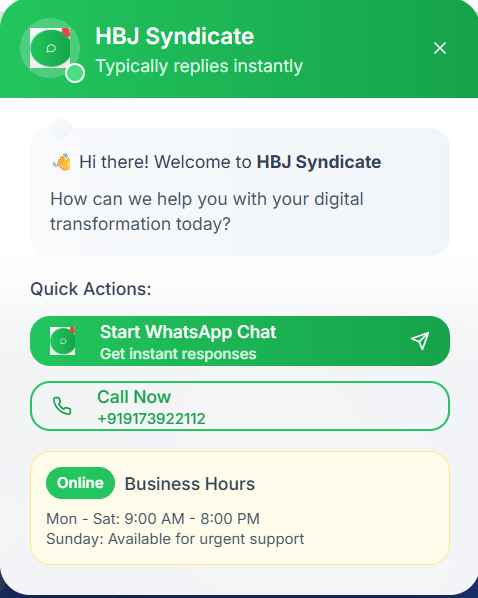 HBJ Syndicate
Typically replies instantly
👋 Hi there! Welcome to HBJ Syndicate
How can we help you with your digital
transformation today?
Quick Actions:
Start WhatsApp Chat
Get instant responses
Call Now
+919173922112
Online Business Hours
Mon - Sat: 9:00 AM - 8:00 PM
Sunday: Available for urgent support